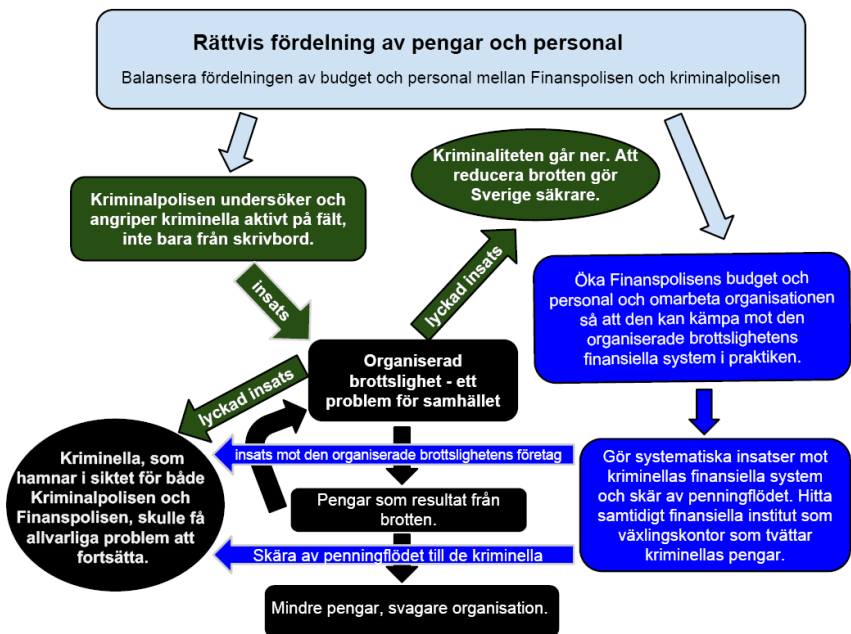 Rättvis fördelning av pengar och personal
Balansera fördelningen av budget och personal mellan Finanspolisen och kriminalpolisen
Kriminaliteten går ner. Att
reducera brotten gör
Sverige säkrare.
Kriminalpolisen undersöker och
angriper kriminella aktivt på fält,
inte bara från skrivbord.
insats
lyckad insats
Öka Finanspolisens budget och
personal och omarbeta organisationen
så att den kan kämpa mot den
organiserade brottslighetens
finansiella system i praktiken.
Organiserad
brottslighet - ett
problem för samhället
lyckad insats
Kriminella, som
hamnar i siktet för både
Kriminalpolisen och
Finanspolisen, skulle få
allvarliga problem att
fortsätta.
insats mot den organiserade brottslighetens företag
Gör systematiska insatser mot
kriminellas finansiella system
och skär av penningflödet. Hitta
samtidigt finansiella institut som
växlingskontor som tvättar
kriminellas pengar.
Pengar som resultat från
brotten.
Skära av penningflödet till de kriminella
Mindre pengar, svagare organisation.